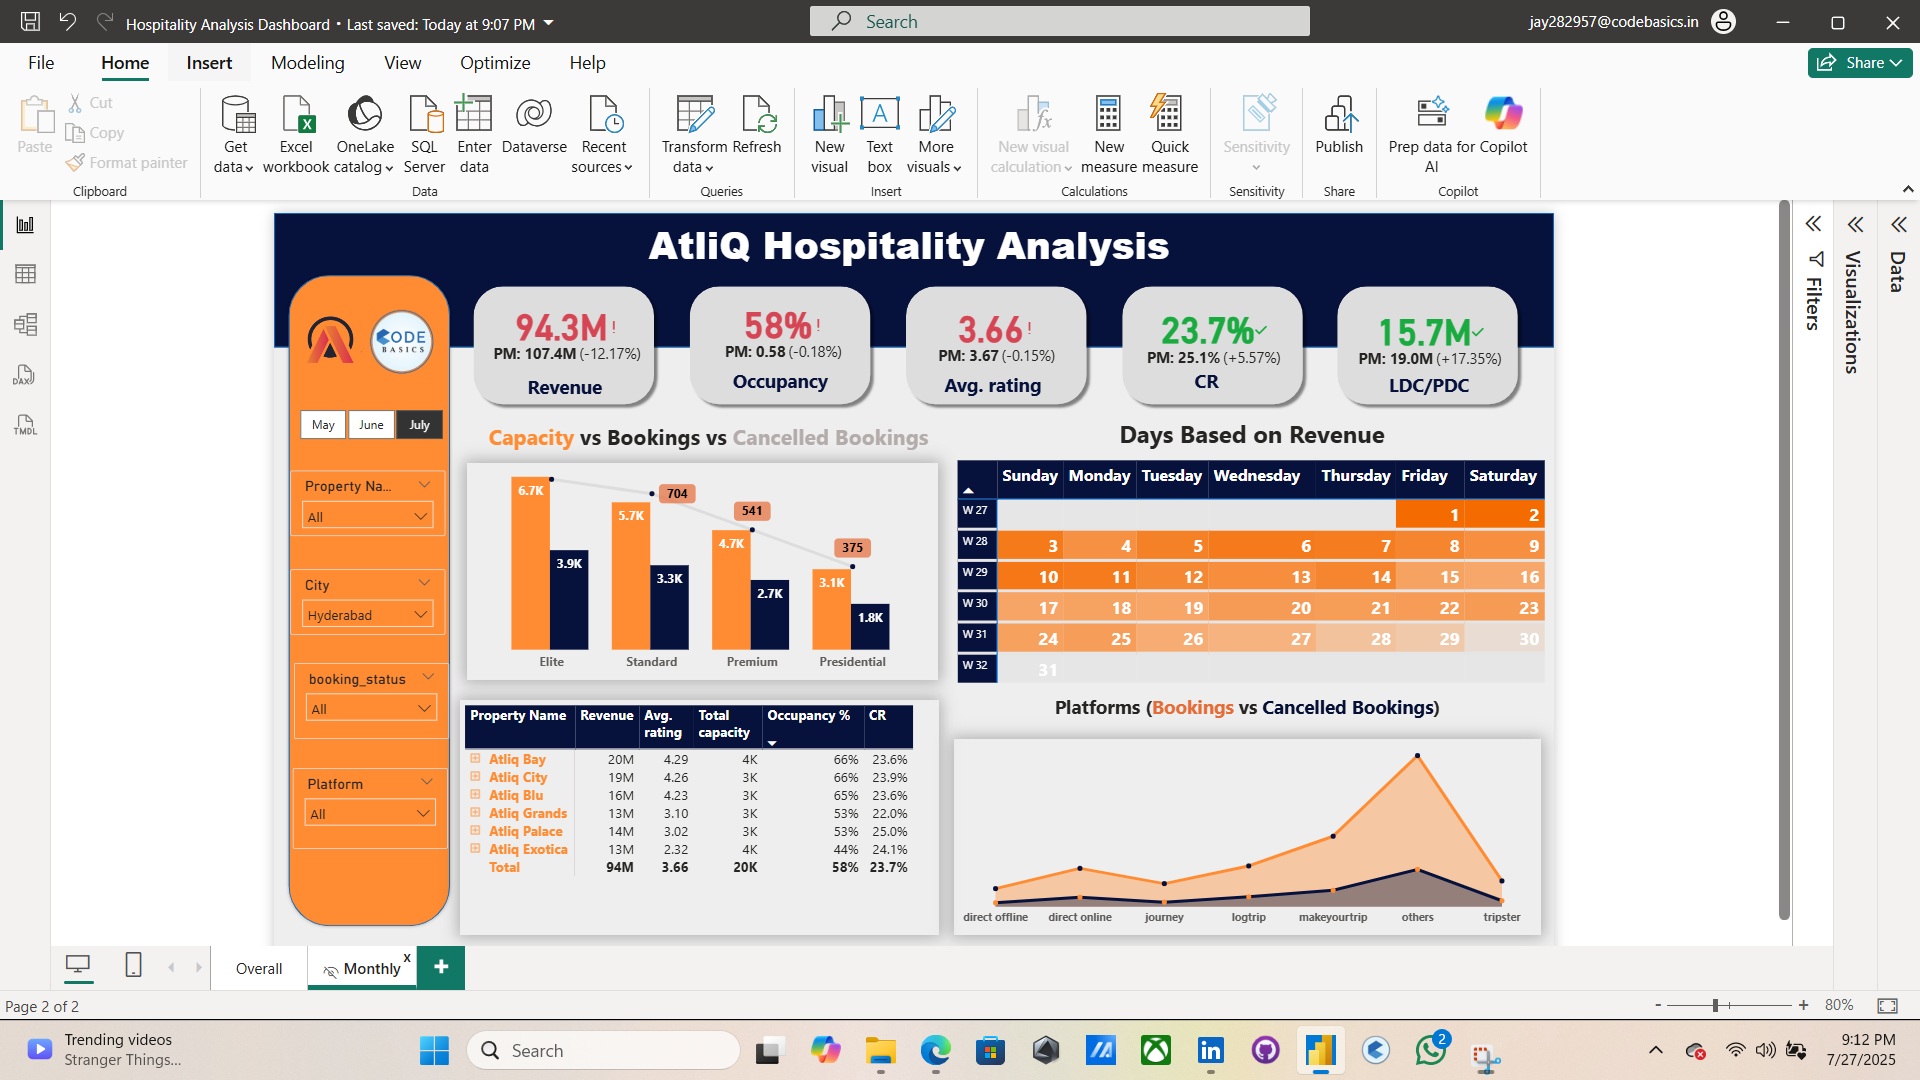 Hospitality Analysis Dashboard • Last saved: Today at 9:07 PM
Search
jay282957@codebasics.in
File Home Insert Modeling View Optimize Help
Share
Paste
Cut
Copy
Format painter
Clipboard
Get data
Excel workbook
OneLake catalog
SQL Server
Enter data
Dataverse
Recent sources
Data
Transform data
Refresh
Queries
New visual
Text box
More visuals
Insert
New visual calculation
New measure
Quick measure
Calculations
Sensitivity
Sensitivity
Publish
Share
Prep data for AI
Copilot
Copilot
TMDL
DAX
AtliQ Hospitality Analysis
CODE
BASICS
94.3M!
PM: 107.4M (-12.17%)
Revenue
58%!
PM: 0.58 (-0.18%)
Occupancy
3.66!
PM: 3.67 (-0.15%)
Avg. rating
23.7%
PM: 25.1% (+5.57%)
CR
15.7M
PM: 19.0M (+17.35%)
LDC/PDC
May June July
Property Na...
All
City
Hyderabad
booking_status
All
Platform
All
Capacity vs Bookings vs Cancelled Bookings
6.7K
3.9K
5.7K
3.3K
704
4.7K
2.7K
541
3.1K
1.8K
375
Elite Standard Premium Presidential
Days Based on Revenue
Sunday Monday Tuesday Wednesday Thursday Friday Saturday
W 27 1 2
W 28 3 4 5 6 7 8 9
W 29 10 11 12 13 14 15 16
W 30 17 18 19 20 21 22 23
W 31 24 25 26 27 28 29 30
W 32 31
Property Name Revenue Avg. rating Total capacity Occupancy % CR
Atliq Bay 20M 4.29 4K 66% 23.6%
Atliq City 19M 4.26 3K 66% 23.9%
Atliq Blu 16M 4.23 3K 65% 23.6%
Atliq Grands 13M 3.10 3K 53% 22.0%
Atliq Palace 14M 3.02 3K 53% 25.0%
Atliq Exotica 13M 2.32 4K 44% 24.1%
Total 94M 3.66 20K 58% 23.7%
Platforms (Bookings vs Cancelled Bookings)
direct offline direct online journey logtrip makeyourtrip others tripster
Filters
Visualizations
Data
Overall
Monthly x
+
Page 2 of 2
- + 80%
Trending videos
Stranger Things...
Search
2
9:12 PM
7/27/2025